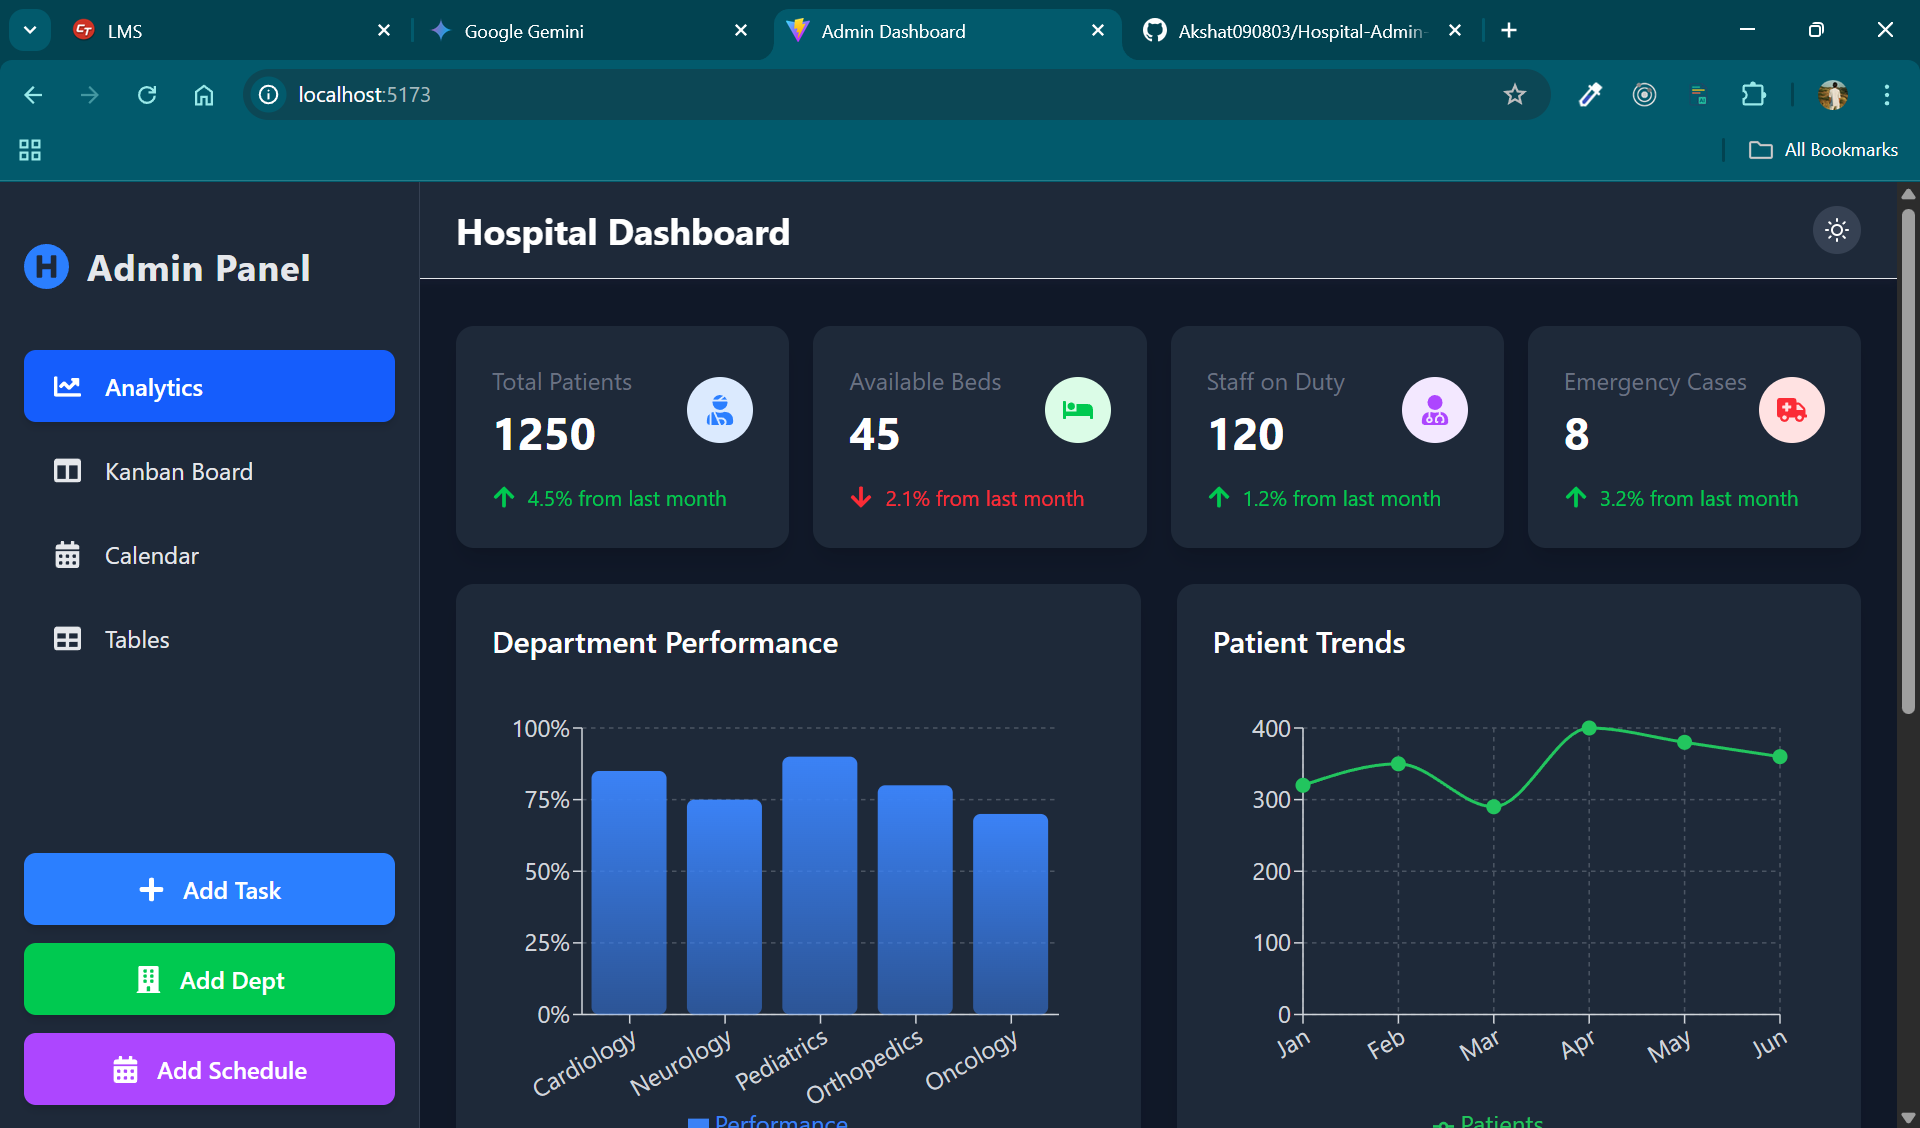 LMS
Google Gemini
Admin Dashboard
Akshat090803/Hospital-Admin-
localhost:5173
All Bookmarks
H Admin Panel
Analytics
Kanban Board
Calendar
Tables
Add Task
Add Dept
Add Schedule
Hospital Dashboard
Total Patients
1250
4.5% from last month
Available Beds
45
2.1% from last month
Staff on Duty
120
1.2% from last month
Emergency Cases
8
3.2% from last month
Department Performance
100%
75%
50%
25%
0%
Cardiology
Neurology
Pediatrics
Orthopedics
Oncology
Performance
Patient Trends
400
300
200
100
0
Jan
Feb
Mar
Apr
May
Jun
Patients